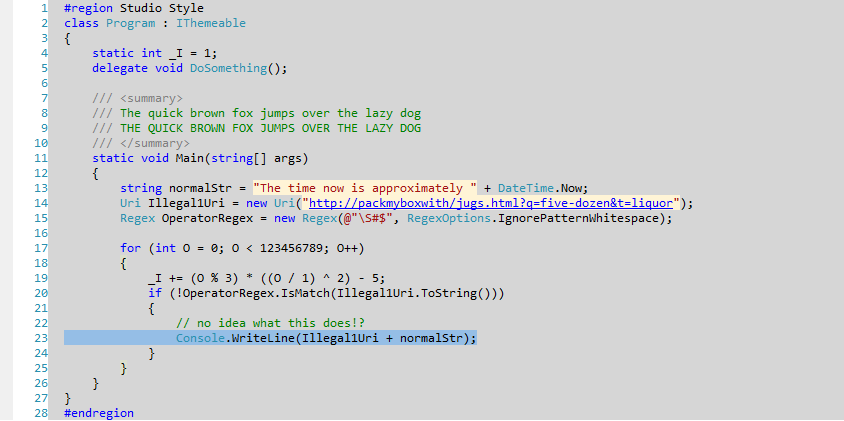 1 #region Studio Style
2 class Program : IThemeable
3 {
4 static int _I = 1;
5 delegate void DoSomething();
6
7 /// <summary>
8 /// The quick brown fox jumps over the lazy dog
9 /// THE QUICK BROWN FOX JUMPS OVER THE LAZY DOG
10 /// </summary>
11 static void Main(string[] args)
12 {
13 string normalStr = "The time now is approximately " + DateTime.Now;
14 Uri Illegal1Uri = new Uri("http://packmyboxwith/jugs.html?q=five-dozen&t=liquor");
15 Regex OperatorRegex = new Regex(@"\S#$", RegexOptions.IgnorePatternWhitespace);
16
17 for (int O = 0; O < 123456789; O++)
18 {
19 _I += (O % 3) * ((O / 1) ^ 2) - 5;
20 if (!OperatorRegex.IsMatch(Illegal1Uri.ToString()))
21 {
22 // no idea what this does!?
23 Console.WriteLine(Illegal1Uri + normalStr);
24 }
25 }
26 }
27 }
28 #endregion